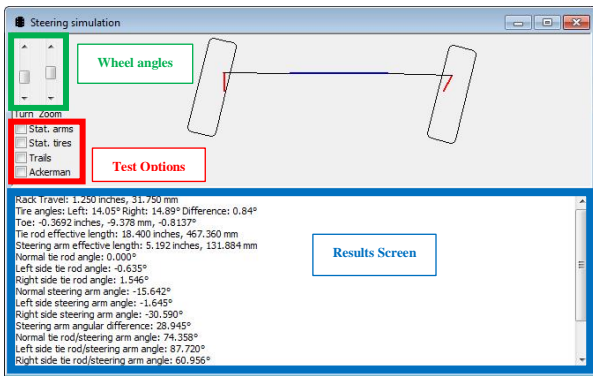 Steering simulation
Wheel angles
Turn Zoom
Stat. arms
Stat. tires
Trails
Ackerman
Test Options
Rack Travel: 1.250 inches, 31.750 mm
Tire angles: Left: 14.05° Right: 14.89° Difference: 0.84°
Toe: -0.3692 inches, -9.378 mm, -0.8137°
Tie rod effective length: 18.400 inches, 467.360 mm
Steering arm effective length: 5.192 inches, 131.884 mm
Normal tie rod angle: 0.000°
Left side tie rod angle: -0.635°
Right side tie rod angle: 1.546°
Normal steering arm angle: -15.642°
Left side steering arm angle: -1.645°
Right side steering arm angle: -30.590°
Steering arm angular difference: 28.945°
Normal tie rod/steering arm angle: 74.358°
Left side tie rod/steering arm angle: 87.720°
Right side tie rod/steering arm angle: 60.956°
Results Screen